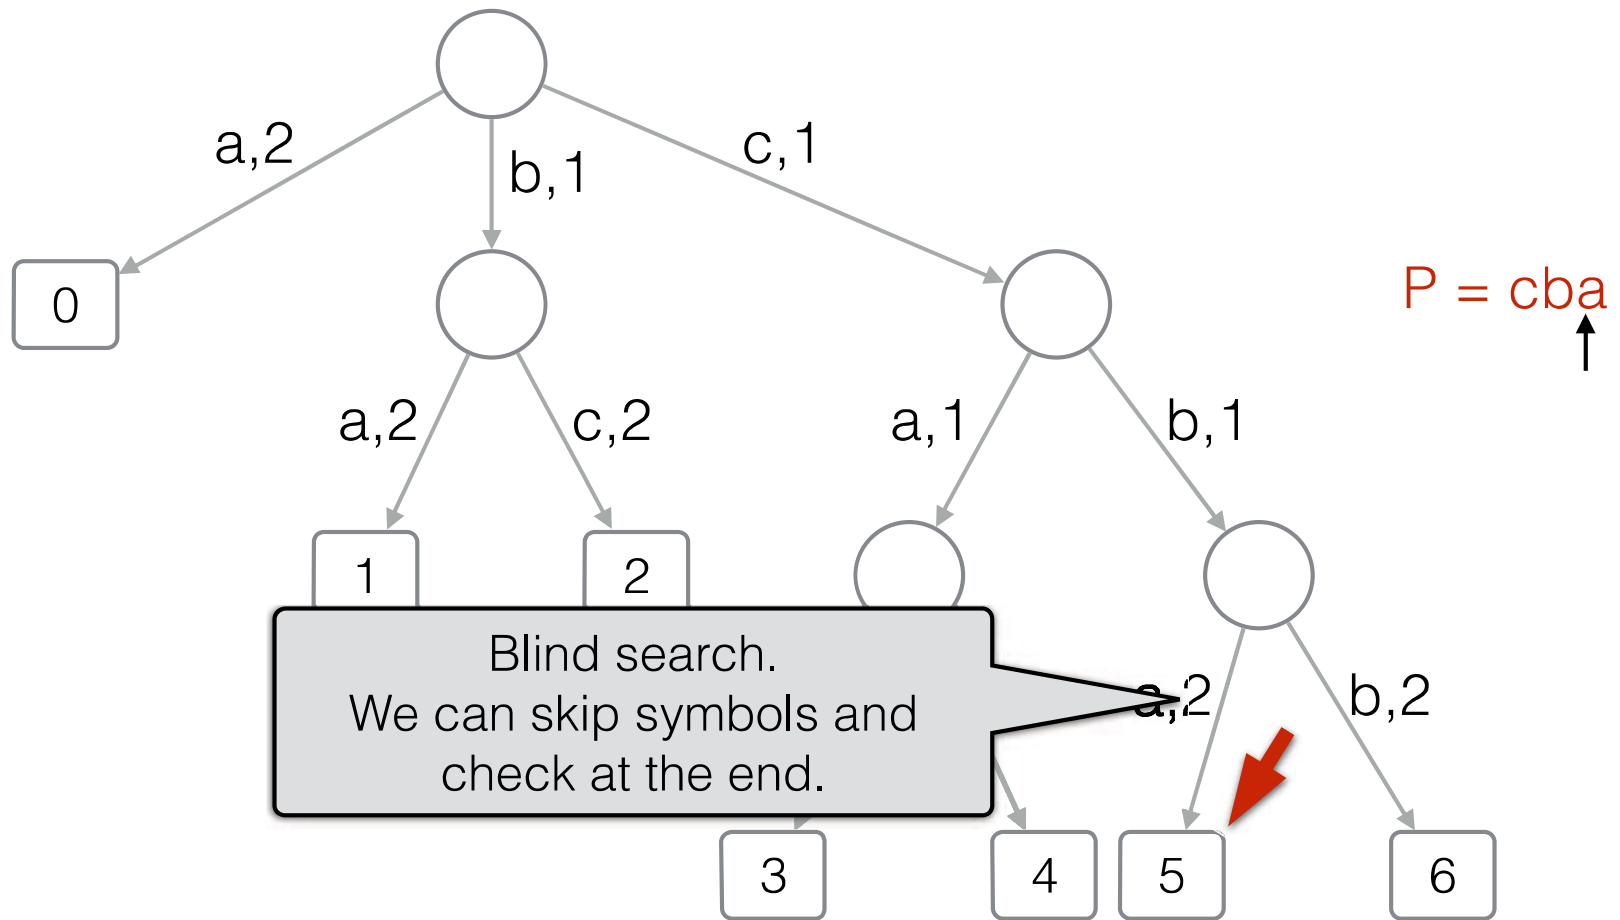 a,2
b,1
c,1
0
P = cba
a,2
c,2
a,1
b,1
1
2
Blind search.
We can skip symbols and
check at the end.
a,2
b,2
3
4
5
6